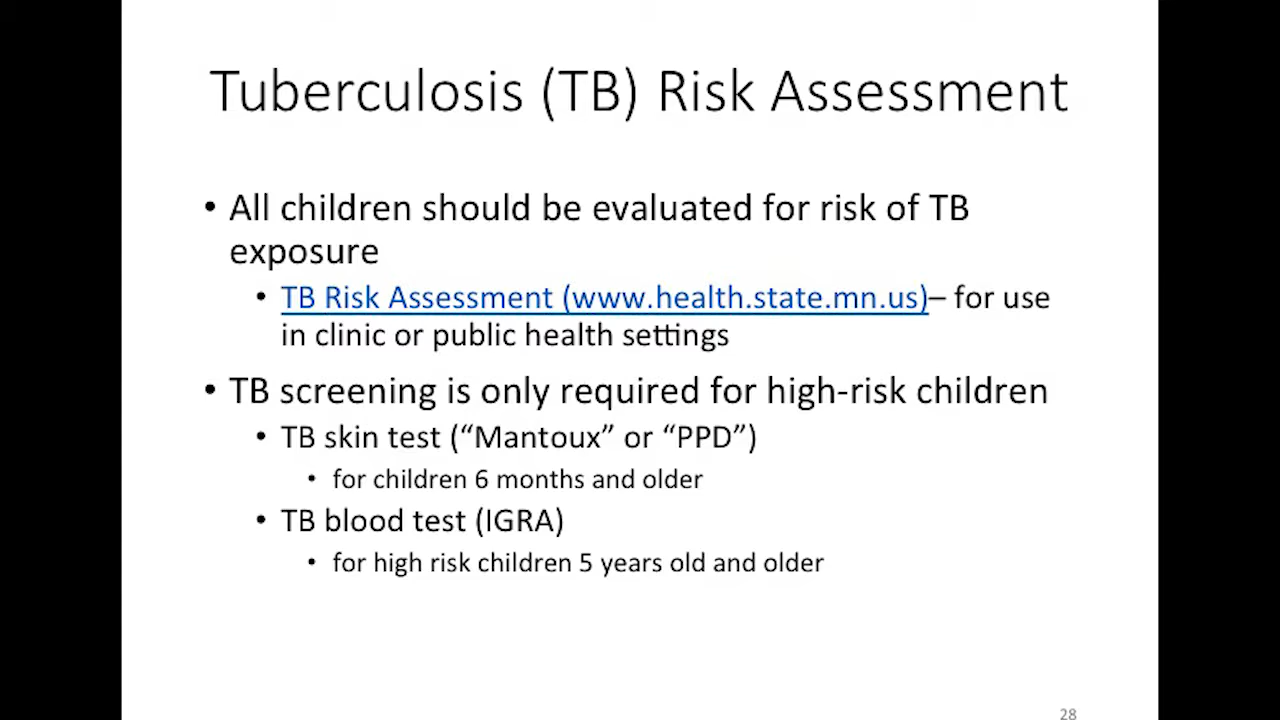 Tuberculosis (TB) Risk Assessment
• All children should be evaluated for risk of TB
exposure
• TB Risk Assessment (www.health.state.mn.us)– for use
in clinic or public health settings
• TB screening is only required for high-risk children
• TB skin test (“Mantoux” or “PPD”)
• for children 6 months and older
• TB blood test (IGRA)
• for high risk children 5 years old and older
28